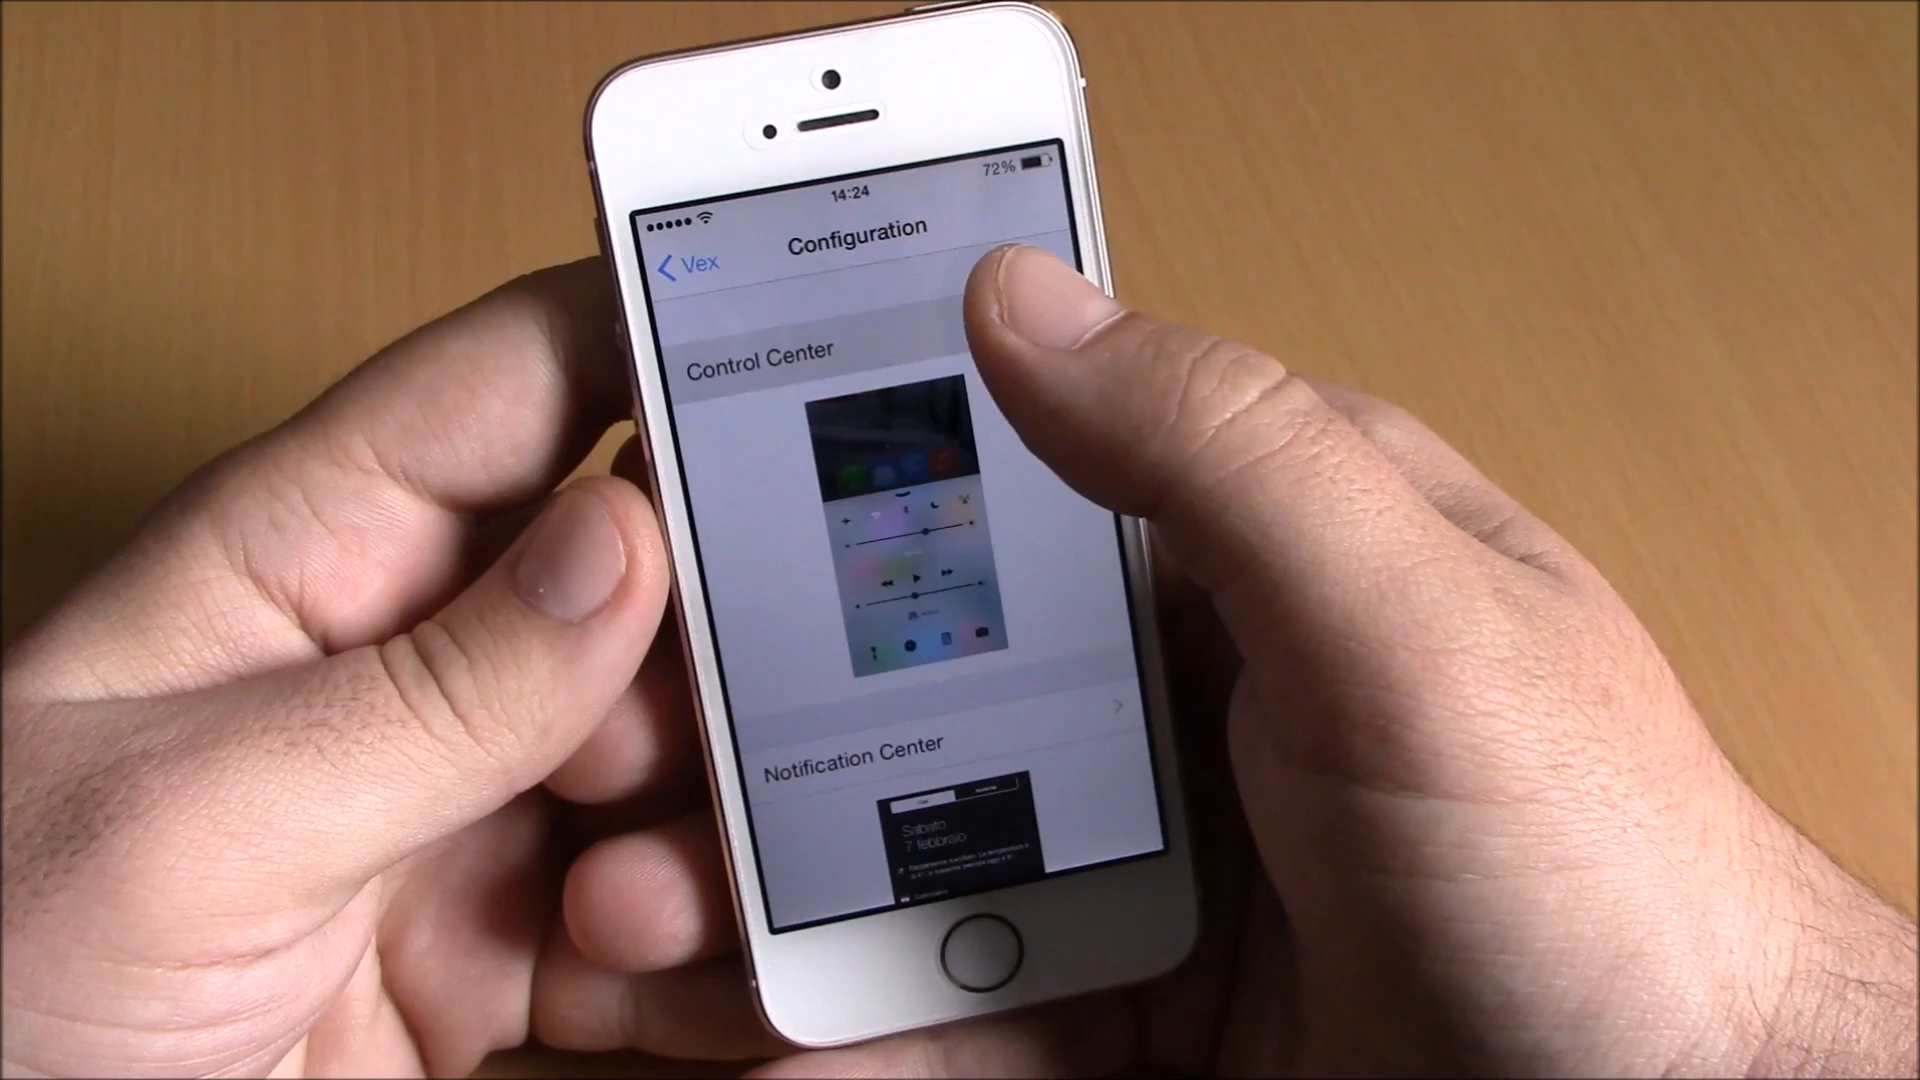 72%
14:24
Configuration
Vex
Control Center
Notification Center
Sabato
7 febbraio